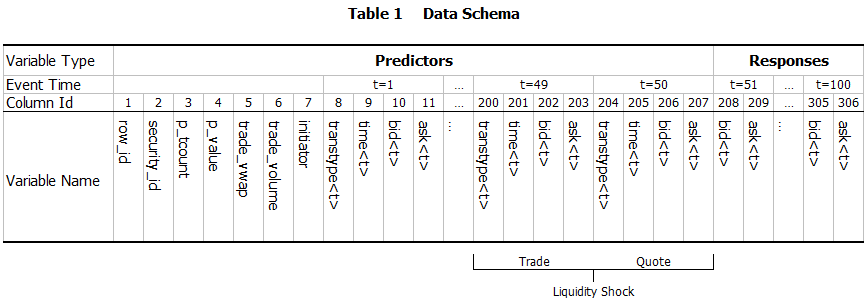 Table 1 Data Schema
Variable Type Predictors Responses
Event Time t=1 ... t=49 t=50 t=51 ... t=100
Column Id 1 2 3 4 5 6 7 8 9 10 11 ... 200 201 202 203 204 205 206 207 208 209 ... 305 306
Variable Name row_id security_id p_tcount p_value trade_vwap trade_volume initiator transtype<t> time<t> bid<t> ask<t> ... transtype<t> time<t> bid<t> ask<t> transtype<t> time<t> bid<t> ask<t> bid<t> ask<t> ... bid<t> ask<t>
Trade Quote
Liquidity Shock